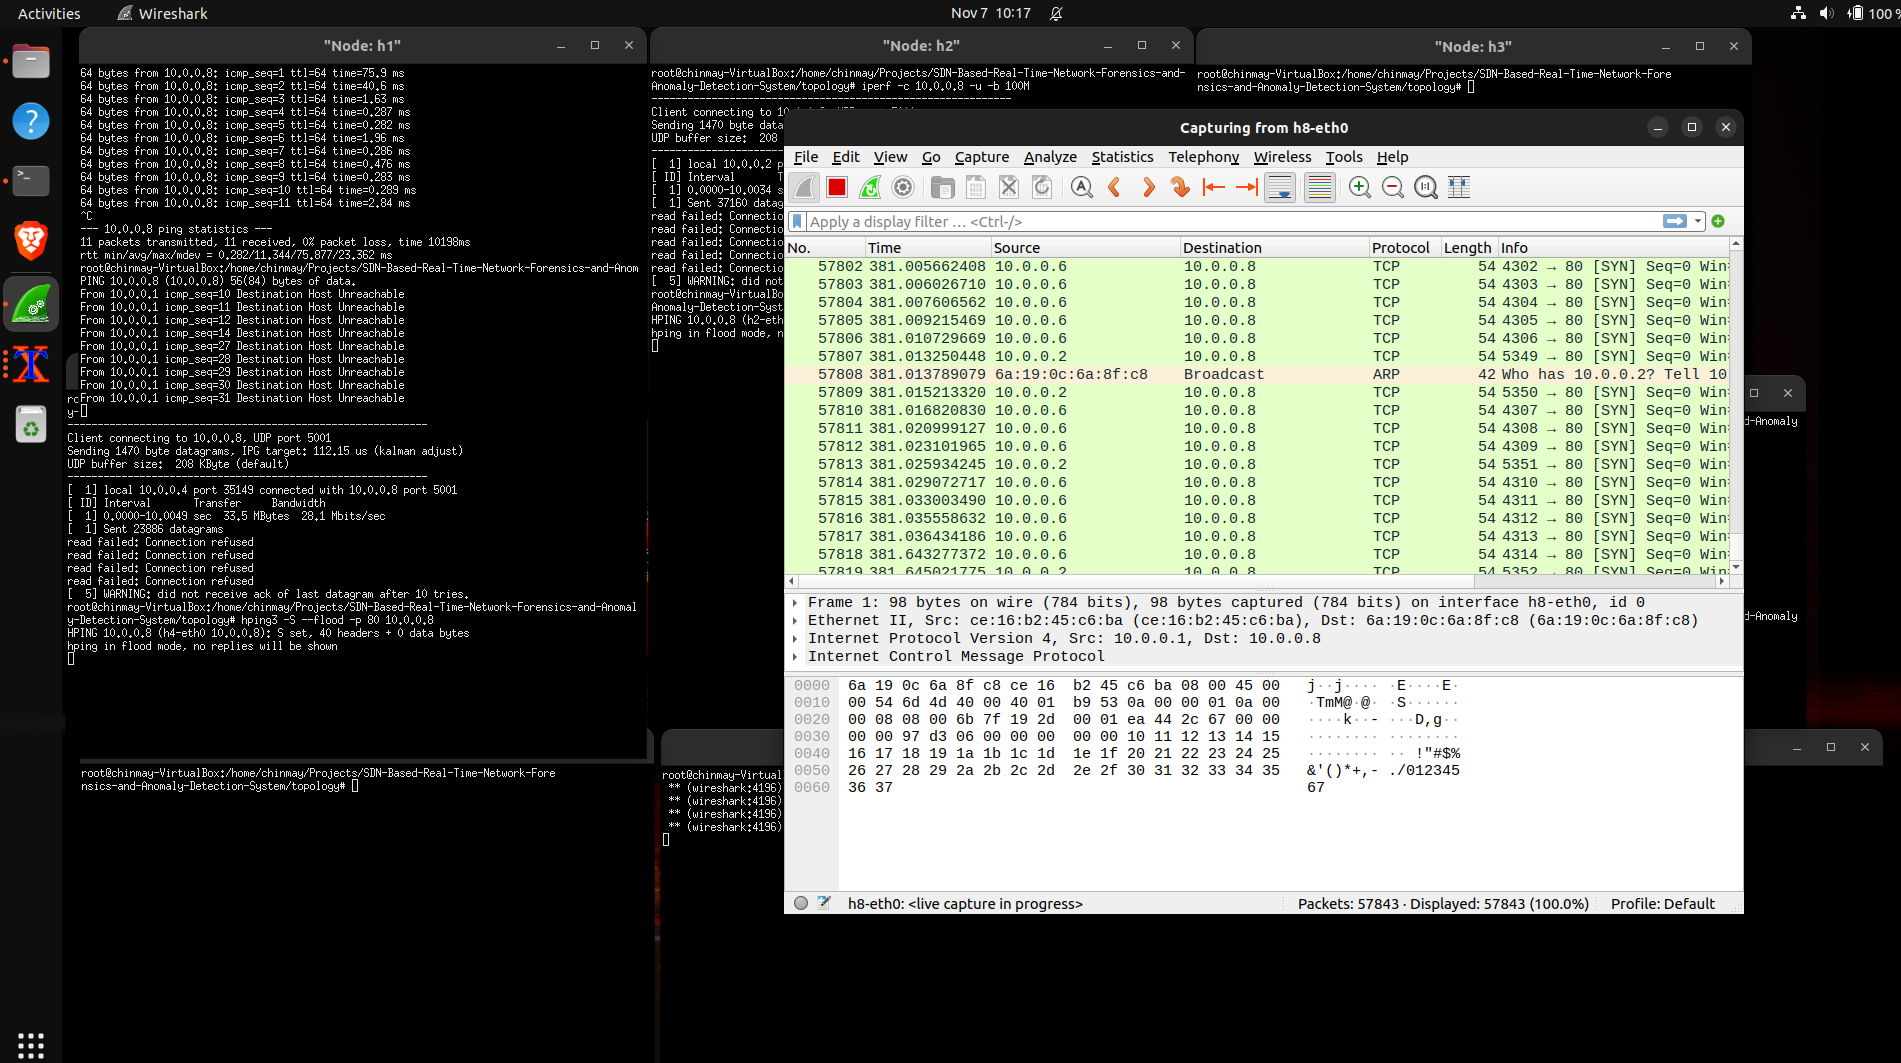 Activities
Wireshark
Nov 7 10:17
100 %
"Node: h1"
64 bytes from 10.0.0.8: icmp_seq=1 ttl=64 time=75.9 ms
64 bytes from 10.0.0.8: icmp_seq=2 ttl=64 time=40.6 ms
64 bytes from 10.0.0.8: icmp_seq=3 ttl=64 time=1.63 ms
64 bytes from 10.0.0.8: icmp_seq=4 ttl=64 time=0.287 ms
64 bytes from 10.0.0.8: icmp_seq=5 ttl=64 time=0.282 ms
64 bytes from 10.0.0.8: icmp_seq=6 ttl=64 time=1.96 ms
64 bytes from 10.0.0.8: icmp_seq=7 ttl=64 time=0.286 ms
64 bytes from 10.0.0.8: icmp_seq=8 ttl=64 time=0.476 ms
64 bytes from 10.0.0.8: icmp_seq=9 ttl=64 time=0.283 ms
64 bytes from 10.0.0.8: icmp_seq=10 ttl=64 time=0.289 ms
64 bytes from 10.0.0.8: icmp_seq=11 ttl=64 time=2.84 ms
^C
--- 10.0.0.8 ping statistics ---
11 packets transmitted, 11 received, 0% packet loss, time 10198ms
rtt min/avg/max/mdev = 0.282/11.344/75.877/23.362 ms
root@chinmay-VirtualBox:/home/chinmay/Projects/SDN-Based-Real-Time-Network-Forensics-and-Anom
PING 10.0.0.8 (10.0.0.8) 56(84) bytes of data.
From 10.0.0.1 icmp_seq=10 Destination Host Unreachable
From 10.0.0.1 icmp_seq=11 Destination Host Unreachable
From 10.0.0.1 icmp_seq=12 Destination Host Unreachable
From 10.0.0.1 icmp_seq=14 Destination Host Unreachable
From 10.0.0.1 icmp_seq=27 Destination Host Unreachable
From 10.0.0.1 icmp_seq=28 Destination Host Unreachable
From 10.0.0.1 icmp_seq=29 Destination Host Unreachable
From 10.0.0.1 icmp_seq=30 Destination Host Unreachable
From 10.0.0.1 icmp_seq=31 Destination Host Unreachable
ro
y-
------------------------------------------------------------
Client connecting to 10.0.0.8, UDP port 5001
Sending 1470 byte datagrams, IPG target: 112.15 us (kalman adjust)
UDP buffer size:  208 KByte (default)
------------------------------------------------------------
[  1] local 10.0.0.4 port 35149 connected with 10.0.0.8 port 5001
[ ID] Interval       Transfer     Bandwidth
[  1] 0.0000-10.0049 sec  33.5 MBytes  28.1 Mbits/sec
[  1] Sent 23886 datagrams
read failed: Connection refused
read failed: Connection refused
read failed: Connection refused
read failed: Connection refused
[  5] WARNING: did not receive ack of last datagram after 10 tries.
root@chinmay-VirtualBox:/home/chinmay/Projects/SDN-Based-Real-Time-Network-Forensics-and-Anomal
y-Detection-System/topology# hping3 -S --flood -p 80 10.0.0.8
HPING 10.0.0.8 (h4-eth0 10.0.0.8): S set, 40 headers + 0 data bytes
hping in flood mode, no replies will be shown
root@chinmay-VirtualBox:/home/chinmay/Projects/SDN-Based-Real-Time-Network-Fore
nsics-and-Anomaly-Detection-System/topology#
"Node: h2"
root@chinmay-VirtualBox:/home/chinmay/Projects/SDN-Based-Real-Time-Network-Forensics-and-
Anomaly-Detection-System/topology# iperf -c 10.0.0.8 -u -b 100M
------------------------------------------------------------
Client connecting to 10
Sending 1470 byte data
UDP buffer size:  208
[  1] local 10.0.0.2 p
[ ID] Interval       T
[  1] 0.0000-10.0034 s
[  1] Sent 37160 datag
read failed: Connectio
read failed: Connectio
read failed: Connectio
read failed: Connectio
read failed: Connectio
[  5] WARNING: did not
root@chinmay-VirtualBo
Anomaly-Detection-Syst
HPING 10.0.0.8 (h2-eth
hping in flood mode, n
root@chinmay-Virtual
** (wireshark:4196)
** (wireshark:4196)
** (wireshark:4196)
** (wireshark:4196)
"Node: h3"
root@chinmay-VirtualBox:/home/chinmay/Projects/SDN-Based-Real-Time-Network-Fore
nsics-and-Anomaly-Detection-System/topology#
d-Anomaly
d-Anomaly
Capturing from h8-eth0
File Edit View Go Capture Analyze Statistics Telephony Wireless Tools Help
Apply a display filter … <Ctrl-/>
No. Time Source Destination Protocol Length Info
57802 381.005662408 10.0.0.6 10.0.0.8 TCP 54 4302 → 80 [SYN] Seq=0 Win=
57803 381.006026710 10.0.0.6 10.0.0.8 TCP 54 4303 → 80 [SYN] Seq=0 Win=
57804 381.007606562 10.0.0.6 10.0.0.8 TCP 54 4304 → 80 [SYN] Seq=0 Win=
57805 381.009215469 10.0.0.6 10.0.0.8 TCP 54 4305 → 80 [SYN] Seq=0 Win=
57806 381.010729669 10.0.0.6 10.0.0.8 TCP 54 4306 → 80 [SYN] Seq=0 Win=
57807 381.013250448 10.0.0.2 10.0.0.8 TCP 54 5349 → 80 [SYN] Seq=0 Win=
57808 381.013789079 6a:19:0c:6a:8f:c8 Broadcast ARP 42 Who has 10.0.0.2? Tell 10
57809 381.015213320 10.0.0.2 10.0.0.8 TCP 54 5350 → 80 [SYN] Seq=0 Win=
57810 381.016820830 10.0.0.6 10.0.0.8 TCP 54 4307 → 80 [SYN] Seq=0 Win=
57811 381.020999127 10.0.0.6 10.0.0.8 TCP 54 4308 → 80 [SYN] Seq=0 Win=
57812 381.023101965 10.0.0.6 10.0.0.8 TCP 54 4309 → 80 [SYN] Seq=0 Win=
57813 381.025934245 10.0.0.2 10.0.0.8 TCP 54 5351 → 80 [SYN] Seq=0 Win=
57814 381.029072717 10.0.0.6 10.0.0.8 TCP 54 4310 → 80 [SYN] Seq=0 Win=
57815 381.033003490 10.0.0.6 10.0.0.8 TCP 54 4311 → 80 [SYN] Seq=0 Win=
57816 381.035558632 10.0.0.6 10.0.0.8 TCP 54 4312 → 80 [SYN] Seq=0 Win=
57817 381.036434186 10.0.0.6 10.0.0.8 TCP 54 4313 → 80 [SYN] Seq=0 Win=
57818 381.643277372 10.0.0.6 10.0.0.8 TCP 54 4314 → 80 [SYN] Seq=0 Win=
57819 381.645021775 10.0.0.2 10.0.0.8 TCP 54 5352 → 80 [SYN] Seq=0 Win=
Frame 1: 98 bytes on wire (784 bits), 98 bytes captured (784 bits) on interface h8-eth0, id 0
Ethernet II, Src: ce:16:b2:45:c6:ba (ce:16:b2:45:c6:ba), Dst: 6a:19:0c:6a:8f:c8 (6a:19:0c:6a:8f:c8)
Internet Protocol Version 4, Src: 10.0.0.1, Dst: 10.0.0.8
Internet Control Message Protocol
0000 6a 19 0c 6a 8f c8 ce 16 b2 45 c6 ba 08 00 45 00 j··j···· ·E····E·
0010 00 54 6d 4d 40 00 40 01 b9 53 0a 00 00 01 0a 00 ·TmM@·@· ·S······
0020 00 08 08 00 6b 7f 19 2d 00 01 ea 44 2c 67 00 00 ····k··- ···D,g··
0030 00 00 97 d3 06 00 00 00 00 00 10 11 12 13 14 15 ········ ········
0040 16 17 18 19 1a 1b 1c 1d 1e 1f 20 21 22 23 24 25 ········ ·· !"#$%
0050 26 27 28 29 2a 2b 2c 2d 2e 2f 30 31 32 33 34 35 &'()*+,- ./012345
0060 36 37 67
h8-eth0: <live capture in progress>
Packets: 57843 · Displayed: 57843 (100.0%)
Profile: Default